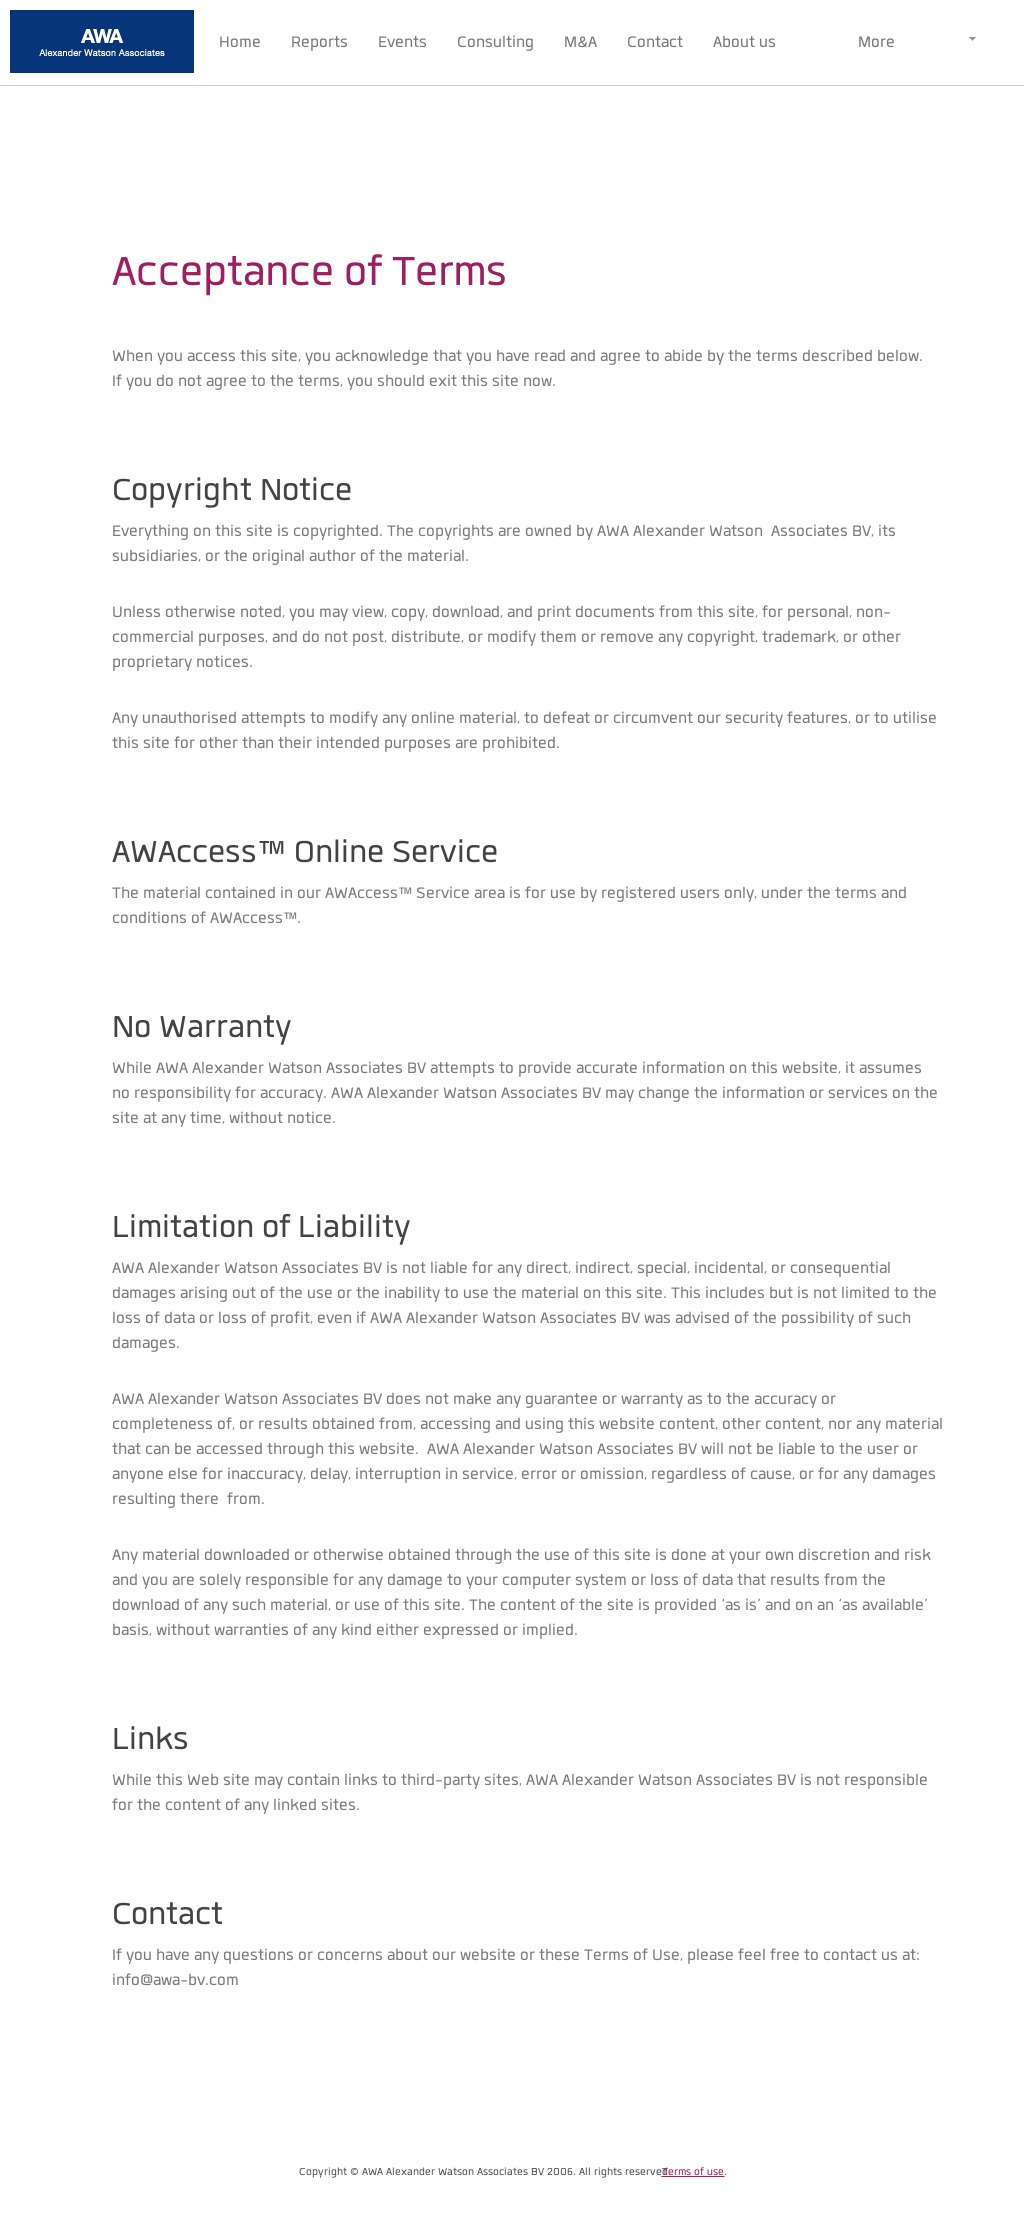 AWA
Alexander Watson Associates
Home Reports Events Consulting M&A Contact About us More
Acceptance of Terms
When you access this site, you acknowledge that you have read and agree to abide by the terms described below.
If you do not agree to the terms, you should exit this site now.
Copyright Notice
Everything on this site is copyrighted. The copyrights are owned by AWA Alexander Watson  Associates BV, its
subsidiaries, or the original author of the material.
Unless otherwise noted, you may view, copy, download, and print documents from this site, for personal, non-
commercial purposes, and do not post, distribute, or modify them or remove any copyright, trademark, or other
proprietary notices.
Any unauthorised attempts to modify any online material, to defeat or circumvent our security features, or to utilise
this site for other than their intended purposes are prohibited.
AWAccess™ Online Service
The material contained in our AWAccess™ Service area is for use by registered users only, under the terms and
conditions of AWAccess™.
No Warranty
While AWA Alexander Watson Associates BV attempts to provide accurate information on this website, it assumes
no responsibility for accuracy. AWA Alexander Watson Associates BV may change the information or services on the
site at any time, without notice.
Limitation of Liability
AWA Alexander Watson Associates BV is not liable for any direct, indirect, special, incidental, or consequential
damages arising out of the use or the inability to use the material on this site. This includes but is not limited to the
loss of data or loss of profit, even if AWA Alexander Watson Associates BV was advised of the possibility of such
damages.
AWA Alexander Watson Associates BV does not make any guarantee or warranty as to the accuracy or
completeness of, or results obtained from, accessing and using this website content, other content, nor any material
that can be accessed through this website.  AWA Alexander Watson Associates BV will not be liable to the user or
anyone else for inaccuracy, delay, interruption in service, error or omission, regardless of cause, or for any damages
resulting there  from.
Any material downloaded or otherwise obtained through the use of this site is done at your own discretion and risk
and you are solely responsible for any damage to your computer system or loss of data that results from the
download of any such material, or use of this site. The content of the site is provided ‘as is’ and on an ‘as available’
basis, without warranties of any kind either expressed or implied.
Links
While this Web site may contain links to third-party sites, AWA Alexander Watson Associates BV is not responsible
for the content of any linked sites.
Contact
If you have any questions or concerns about our website or these Terms of Use, please feel free to contact us at:
info@awa-bv.com
Copyright © AWA Alexander Watson Associates BV 2006. All rights reserved Terms of use.